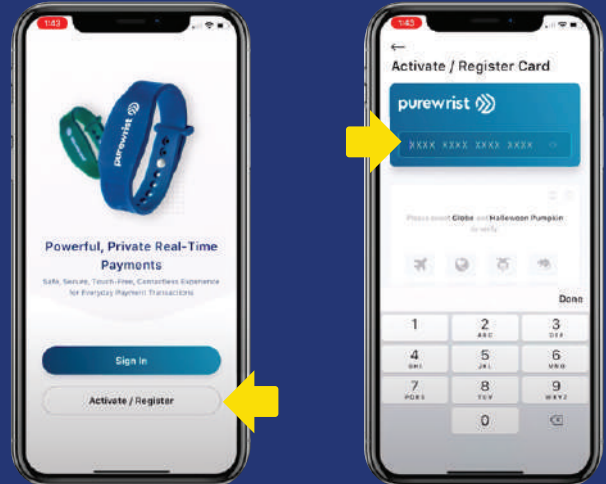 1:43
purewrist
Powerful, Private Real-Time
Payments
Safe, Secure, Touch-Free, Contactless Experience
for Everyday Payment Transactions
Sign In
Activate / Register
1:43
←
Activate / Register Card
purewrist
XXXX XXXX XXXX XXXX
Please select Globe and Halloween Pumpkin
to verify
Done
1 2 3
ABC DEF
4 5 6
GHI JKL MNO
7 8 9
PQRS TUV WXYZ
0